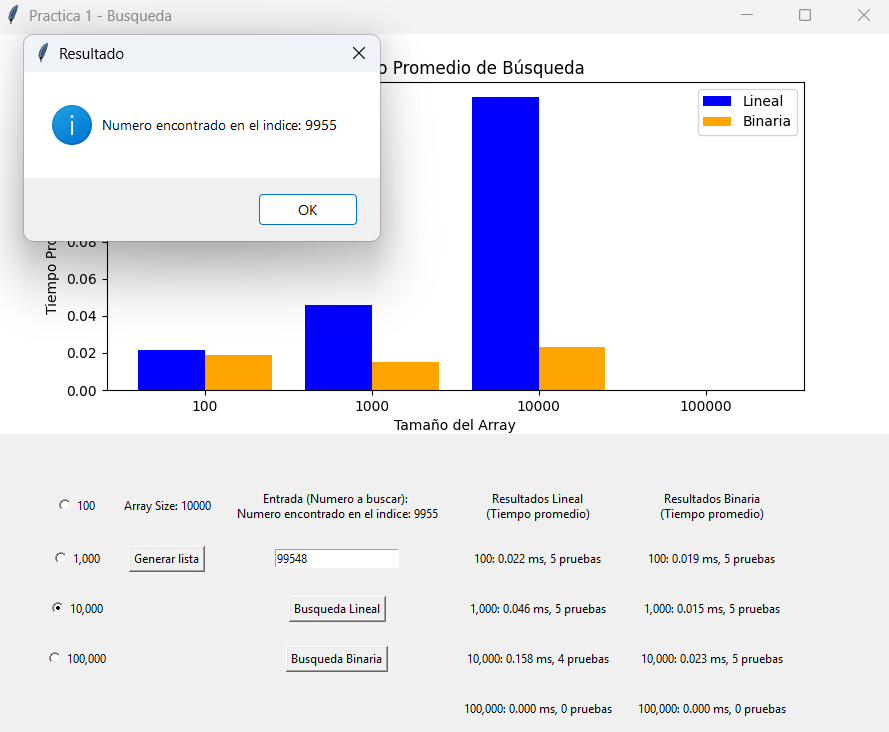 Practica 1 - Busqueda
Resultado
Numero encontrado en el indice: 9955
OK
Promedio de Búsqueda
Lineal
Binaria
Tiempo
0.08
0.06
0.04
0.02
0.00
100
1000
10000
100000
Tamaño del Array
100
Array Size: 10000
Entrada (Numero a buscar):
Numero encontrado en el indice: 9955
Resultados Lineal
(Tiempo promedio)
Resultados Binaria
(Tiempo promedio)
1,000
Generar lista
99548
100: 0.022 ms, 5 pruebas
100: 0.019 ms, 5 pruebas
10,000
Busqueda Lineal
1,000: 0.046 ms, 5 pruebas
1,000: 0.015 ms, 5 pruebas
100,000
Busqueda Binaria
10,000: 0.158 ms, 4 pruebas
10,000: 0.023 ms, 5 pruebas
100,000: 0.000 ms, 0 pruebas
100,000: 0.000 ms, 0 pruebas